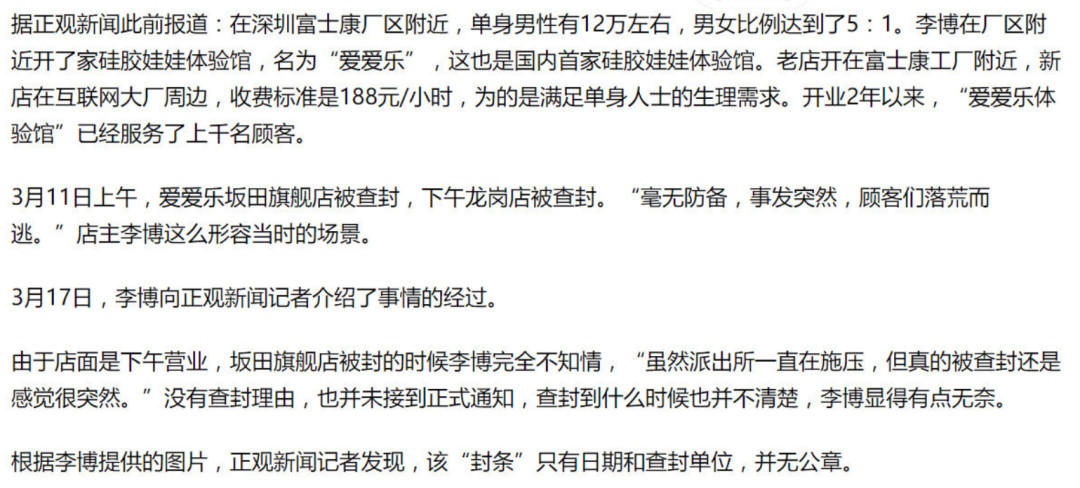 据正观新闻此前报道：在深圳富士康厂区附近，单身男性有12万左右，男女比例达到了5：1。李博在厂区附
近开了家硅胶娃娃体验馆，名为“爱爱乐”，这也是国内首家硅胶娃娃体验馆。老店开在富士康工厂附近，新
店在互联网大厂周边，收费标准是188元/小时，为的是满足单身人士的生理需求。开业2年以来，“爱爱乐体
验馆”已经服务了上千名顾客。
3月11日上午，爱爱乐坂田旗舰店被查封，下午龙岗店被查封。“毫无防备，事发突然，顾客们落荒而
逃。”店主李博这么形容当时的场景。
3月17日，李博向正观新闻记者介绍了事情的经过。
由于店面是下午营业，坂田旗舰店被封的时候李博完全不知情，“虽然派出所一直在施压，但真的被查封还是
感觉很突然。”没有查封理由，也并未接到正式通知，查封到什么时候也并不清楚，李博显得有点无奈。
根据李博提供的图片，正观新闻记者发现，该“封条”只有日期和查封单位，并无公章。